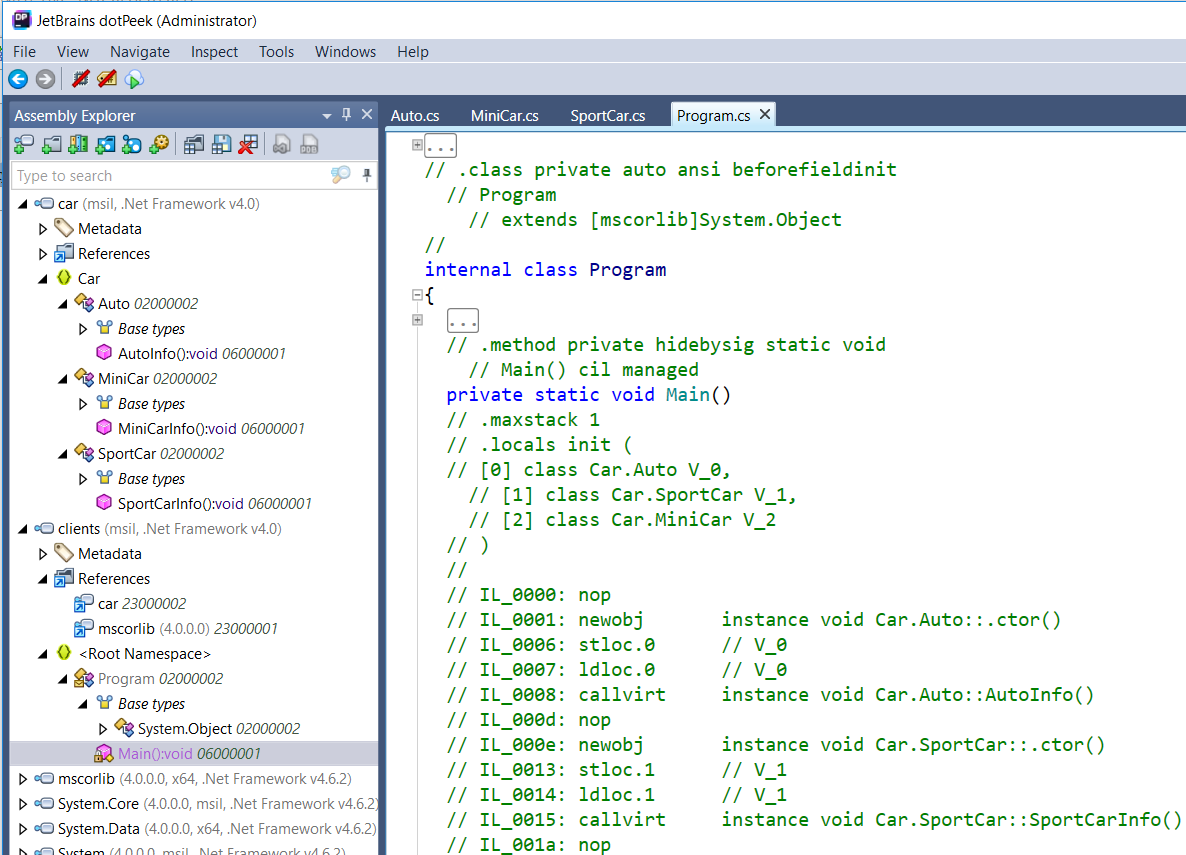 JetBrains dotPeek (Administrator)
File View Navigate Inspect Tools Windows Help
Assembly Explorer
Type to search
car (msil, .Net Framework v4.0)
Metadata
References
Car
Auto 02000002
Base types
AutoInfo():void 06000001
MiniCar 02000002
Base types
MiniCarInfo():void 06000001
SportCar 02000002
Base types
SportCarInfo():void 06000001
clients (msil, .Net Framework v4.0)
Metadata
References
car 23000002
mscorlib (4.0.0.0) 23000001
<Root Namespace>
Program 02000002
Base types
System.Object 02000002
Main():void 06000001
mscorlib (4.0.0.0, x64, .Net Framework v4.6.2)
System.Core (4.0.0.0, msil, .Net Framework v4.6.2)
System.Data (4.0.0.0, x64, .Net Framework v4.6.2)
System (4.0.0.0, msil, .Net Framework v4.6.2)
Auto.cs MiniCar.cs SportCar.cs Program.cs
...
// .class private auto ansi beforefieldinit
// Program
// extends [mscorlib]System.Object
//
internal class Program
{
...
// .method private hidebysig static void
// Main() cil managed
private static void Main()
// .maxstack 1
// .locals init (
// [0] class Car.Auto V_0,
// [1] class Car.SportCar V_1,
// [2] class Car.MiniCar V_2
// )
//
// IL_0000: nop
// IL_0001: newobj instance void Car.Auto::.ctor()
// IL_0006: stloc.0 // V_0
// IL_0007: ldloc.0 // V_0
// IL_0008: callvirt instance void Car.Auto::AutoInfo()
// IL_000d: nop
// IL_000e: newobj instance void Car.SportCar::.ctor()
// IL_0013: stloc.1 // V_1
// IL_0014: ldloc.1 // V_1
// IL_0015: callvirt instance void Car.SportCar::SportCarInfo()
// IL_001a: nop